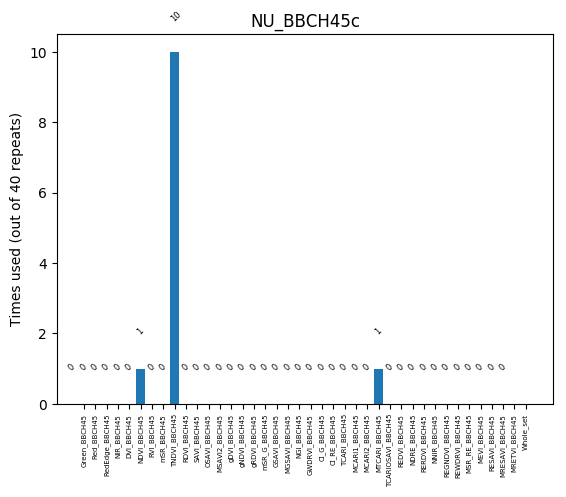 NU_BBCH45c
Times used (out of 40 repeats)
10
8
6
4
2
0
0 0 0 0 0 0 1 0 0 10 0 0 0 0 0 0 0 0 0 0 0 0 0 0 0 0 0 1 0 0 0 0 0 0 0 0 0 0 0
Green_BBCH45
Red_BBCH45
RedEdge_BBCH45
NIR_BBCH45
DVI_BBCH45
NDVI_BBCH45
RVI_BBCH45
mSR_BBCH45
TNDVI_BBCH45
RDVI_BBCH45
SAVI_BBCH45
OSAVI_BBCH45
MSAVI2_BBCH45
gDVI_BBCH45
gNDVI_BBCH45
gRDVI_BBCH45
mSR_G_BBCH45
GSAVI_BBCH45
MGSAVI_BBCH45
NGI_BBCH45
GWDRVI_BBCH45
CI_G_BBCH45
CI_RE_BBCH45
TCARI_BBCH45
MCARI1_BBCH45
MCARI2_BBCH45
MTCARI_BBCH45
TCARIOSAVI_BBCH45
REDVI_BBCH45
NDRE_BBCH45
RERDVI_BBCH45
NNIR_BBCH45
REGNDVI_BBCH45
REWDRVI_BBCH45
MSR_RE_BBCH45
MEVI_BBCH45
RESAVI_BBCH45
MRESAVI_BBCH45
MRETVI_BBCH45
Whole_set